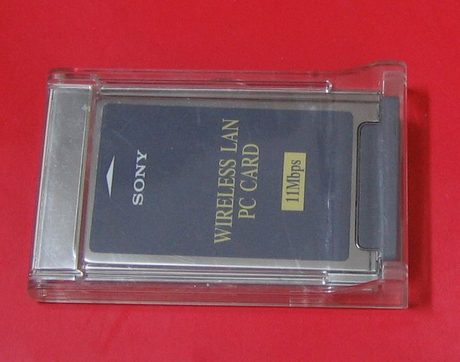 SONY
WIRELESS LAN
PC CARD
11Mbps